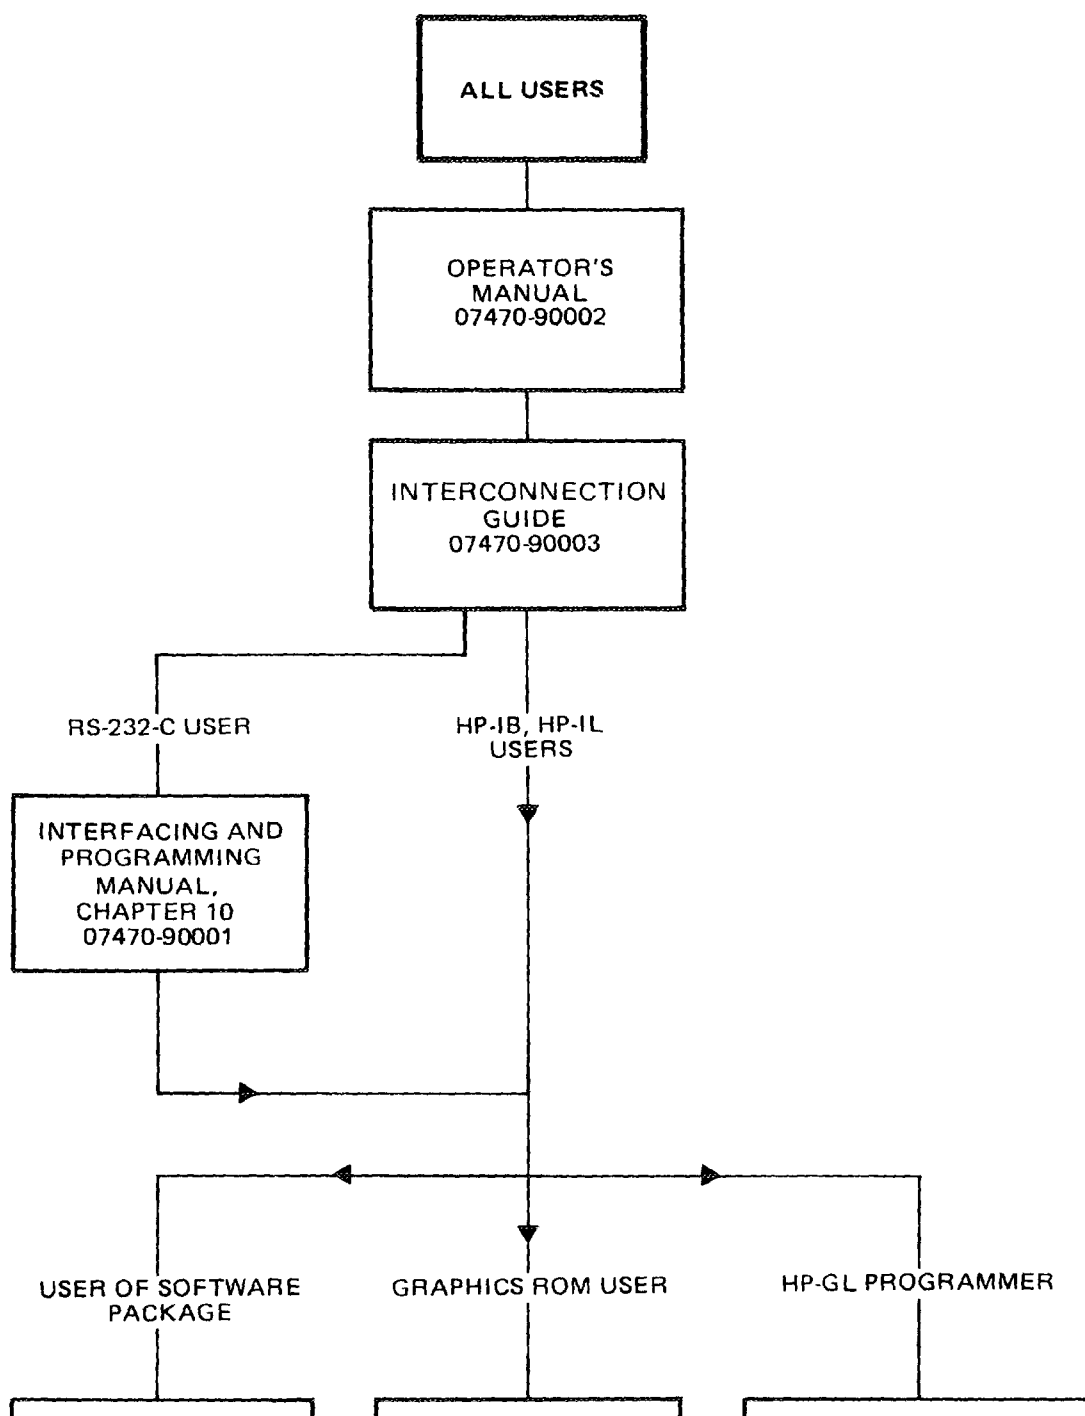 ALL USERS
OPERATOR'S
MANUAL
07470-90002
INTERCONNECTION
GUIDE
07470-90003
RS-232-C USER
HP-IB, HP-IL
USERS
INTERFACING AND
PROGRAMMING
MANUAL,
CHAPTER 10
07470-90001
USER OF SOFTWARE
PACKAGE
GRAPHICS ROM USER
HP-GL PROGRAMMER